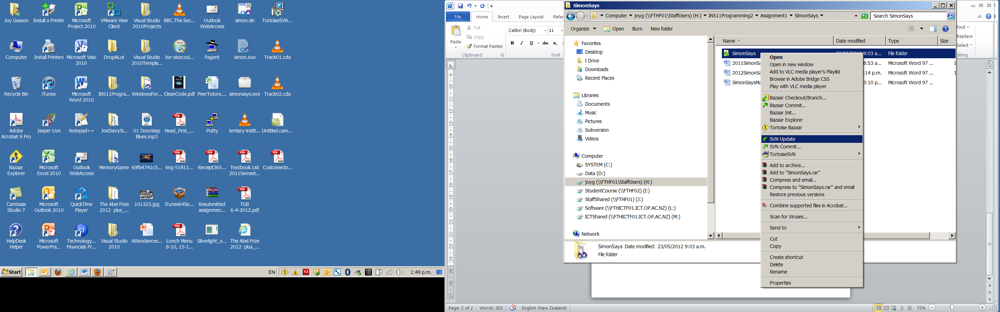 Joy Gasson
Install a Printer
Microsoft
Project 2010
VMware View
Client
Visual Studio
2010Projects
BBC.The.Sec...
Outlook
WebAccess
simon.sln
TortoiseSVN...
Computer
Install Printers
Microsoft Visio
2010
DropALot
Visual Studio
2010Templa...
bzr-sloecod...
Pagent
simon.suo
Track01.cda
Recycle Bin
iTunes
Microsoft
Word 2010
IN511Progra...
WindowsFor...
CleanCode.pdf
PeerTutors....
simonsays.exe
Track02.cda
Adobe
Acrobat 9 Pro
Jasper Live
Notepad++
JoeDavySi...
01 Doorstep
Blues.mp3
Head_First_...
Putty
tertiary-instit...
Untitled.cam...
Bazaar
Explorer
Microsoft
Excel 2010
Outlook
WebAccess
MemoryGame
69fb4741c5...
img-51811...
Receipt365...
Textbook List
2011Semest...
CustomerIn...
Camtasia
Studio 7
Microsoft
Outlook 2010
QuickTime
Player
The Abel Prize
2012 plus_...
101323.jpg
iTunes64Se...
Resubmitted
assignmen...
TGB
6-4-2012.pdf
HelpDesk
Helper
Microsoft
PowerPoi...
Technology...
Financials Pr...
Visual Studio
2010
Attendances...
Lunch Menu
8-10, 15-1...
Silverlight_x...
The Abel Prize
2012 plus_...
Start
EN
1:49 p.m.
File
Home
Insert
Page Layout
Refer
Paste
Cut
Copy
Format Painter
Clipboard
Calibri (Body)
11
B I U abc x₂
Font
Find
Replace
Select
diting
SimonSays
Computer
joyg (\\FTHF01\StaffUsers) (H:)
IN511Programming2
Assignment1
SimonSays
Search SimonSays
Organize
Open
Burn
New folder
Favorites
Desktop
I Drive
Downloads
Recent Places
Libraries
Documents
Music
Pictures
Subversion
Videos
Computer
SYSTEM (C:)
Data (D:)
joyg (\\FTHF01\StaffUsers) (H:)
StudentCourse (\\FTHF02) (I:)
StaffShared (\\FTHF01) (J:)
Software (\\FTHICTF01.ICT.OP.AC.NZ) (L:)
ICTShared (\\FTHICTF01.ICT.OP.AC.NZ) (M:)
Network
Name
Date modified
Type
Size
SimonSays 9:03 a... File folder
2011SimonSa 8:53 a... Microsoft Word 97 ...
2012SimonSa :14 p.m. Microsoft Word 97 ...
SimonSaysMa 3:10 p... Microsoft Word 97 ...
Open
Open in new window
Add to VLC media player's Playlist
Browse in Adobe Bridge CS5
Play with VLC media player
Bazaar Checkout/Branch...
Bazaar Commit...
Bazaar Init...
Bazaar Explorer
Tortoise Bazaar
SVN Update
SVN Commit...
TortoiseSVN
Add to archive...
Add to "SimonSays.rar"
Compress and email...
Compress to "SimonSays.rar" and email
Restore previous versions
Combine supported files in Acrobat...
Scan for Viruses...
Send to
Cut
Copy
Create shortcut
Delete
Rename
Properties
SimonSays Date modified: 23/05/2012 9:03 a.m.
File folder
Page: 2 of 2
Words: 203
English (New Zealand)
75%